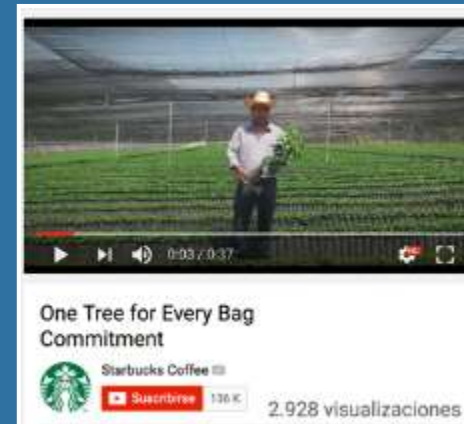 0:03 / 0:37
One Tree for Every Bag
Commitment
Starbucks Coffee
Suscribirse 136 K
2.928 visualizaciones